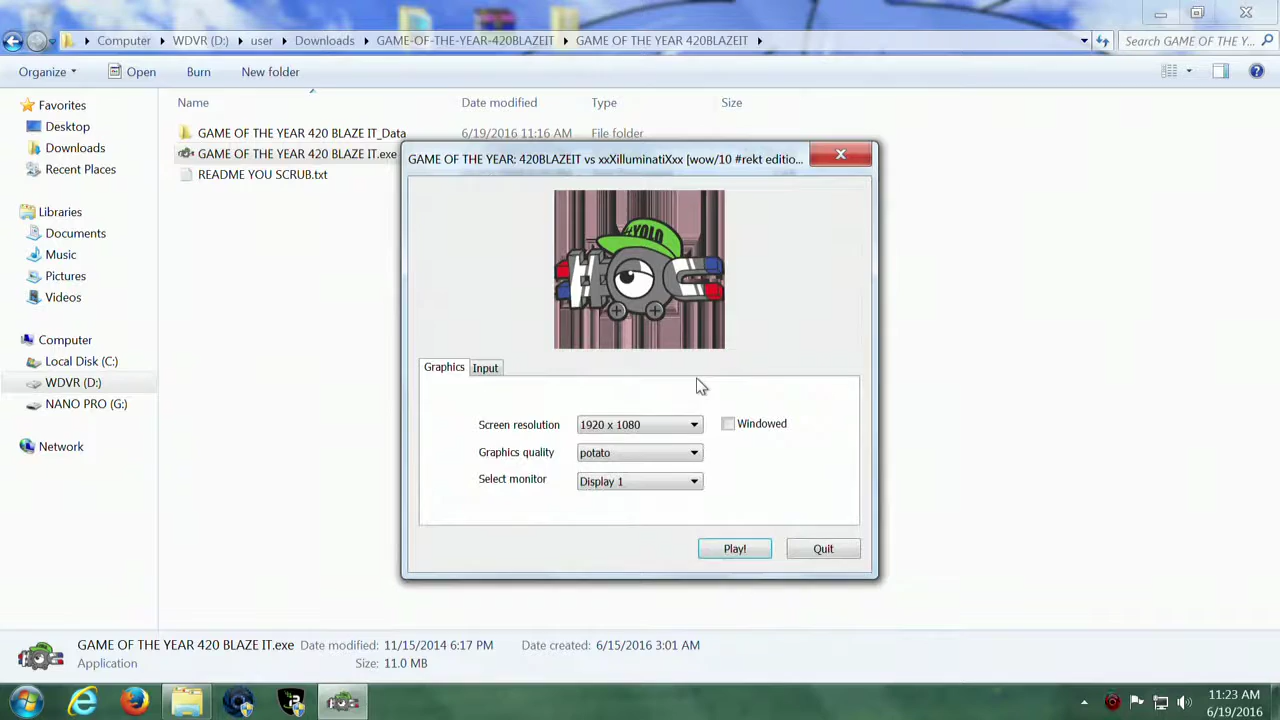 Computer
WDVR (D:)
user
Downloads
GAME-OF-THE-YEAR-420BLAZEIT
GAME OF THE YEAR 420BLAZEIT
Search GAME OF THE Y...
Organize
Open
Burn
New folder
Name
Date modified
Type
Size
Favorites
Desktop
Downloads
Recent Places
Libraries
Documents
Music
Pictures
Videos
Computer
Local Disk (C:)
WDVR (D:)
NANO PRO (G:)
Network
GAME OF THE YEAR 420 BLAZE IT_Data
6/19/2016 11:16 AM
File folder
GAME OF THE YEAR 420 BLAZE IT.exe
README YOU SCRUB.txt
GAME OF THE YEAR: 420BLAZEIT vs xxXilluminatiXxx [wow/10 #rekt editio...
#YOLO
Graphics
Input
Screen resolution
1920 x 1080
Windowed
Graphics quality
potato
Select monitor
Display 1
Play!
Quit
GAME OF THE YEAR 420 BLAZE IT.exe
Date modified: 11/15/2014 6:17 PM
Date created: 6/15/2016 3:01 AM
Application
Size: 11.0 MB
11:23 AM
6/19/2016